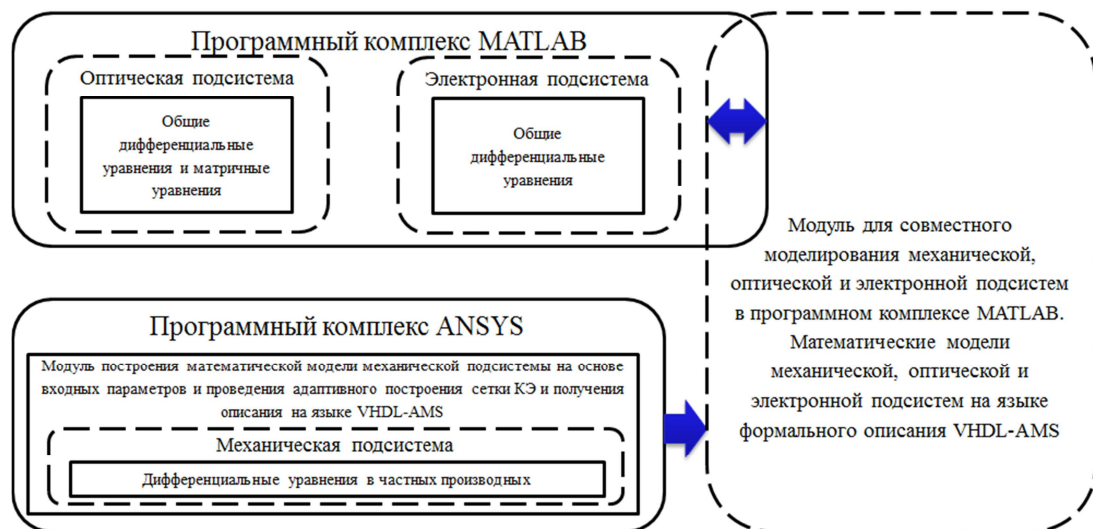 Программный комплекс MATLAB
Оптическая подсистема
Общие
дифференциальные
уравнения и матричные
уравнения
Электронная подсистема
Общие
дифференциальные
уравнения
Программный комплекс ANSYS
Модуль построения математической модели механической подсистемы на основе
входных параметров и проведения адаптивного построения сетки КЭ и получения
описания на языке VHDL-AMS
Механическая подсистема
Дифференциальные уравнения в частных производных
Модуль для совместного
моделирования механической,
оптической и электронной подсистем
в программном комплексе MATLAB.
Математические модели
механической, оптической и
электронной подсистем на языке
формального описания VHDL-AMS